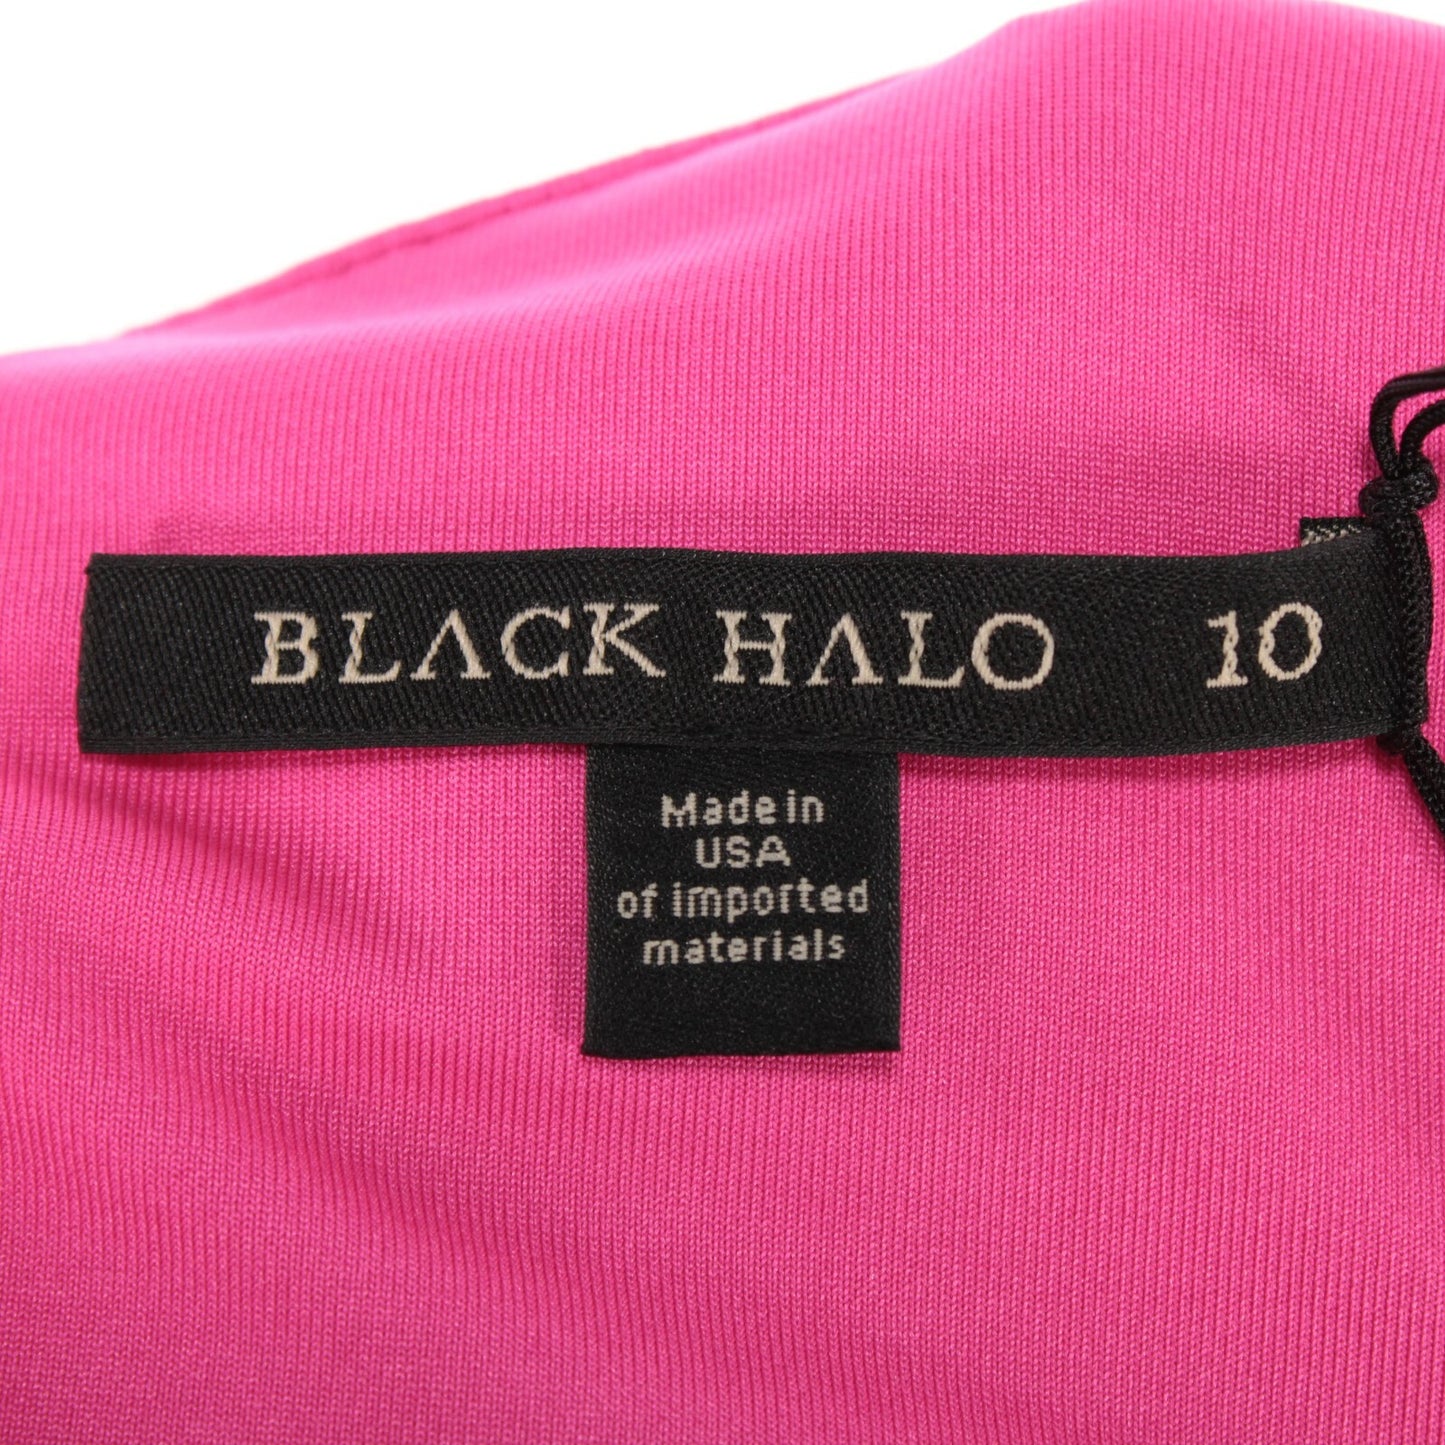 BLACK HALO 10
Made in
USA
of imported
materials